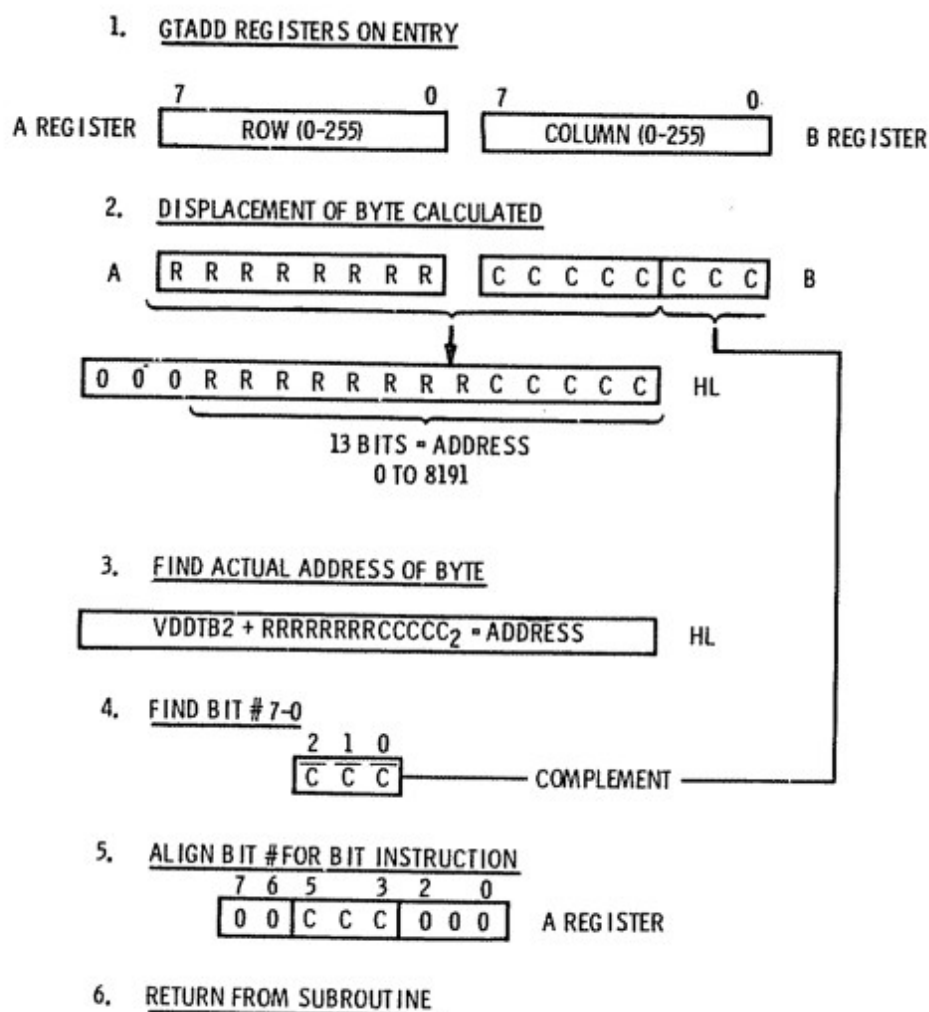 1. GTADD REGISTERS ON ENTRY
7 0 7 0
A REGISTER ROW (0-255) COLUMN (0-255) B REGISTER
2. DISPLACEMENT OF BYTE CALCULATED
A R R R R R R R R C C C C C C C C B
0 0 0 R R R R R R R R C C C C C HL
13 BITS = ADDRESS
0 TO 8191
3. FIND ACTUAL ADDRESS OF BYTE
VDDTB2 + RRRRRRRRCCCCC₂ = ADDRESS HL
4. FIND BIT # 7-0
2 1 0
C̅ C̅ C̅ COMPLEMENT
5. ALIGN BIT # FOR BIT INSTRUCTION
7 6 5 3 2 0
0 0 C C C 0 0 0 A REGISTER
6. RETURN FROM SUBROUTINE